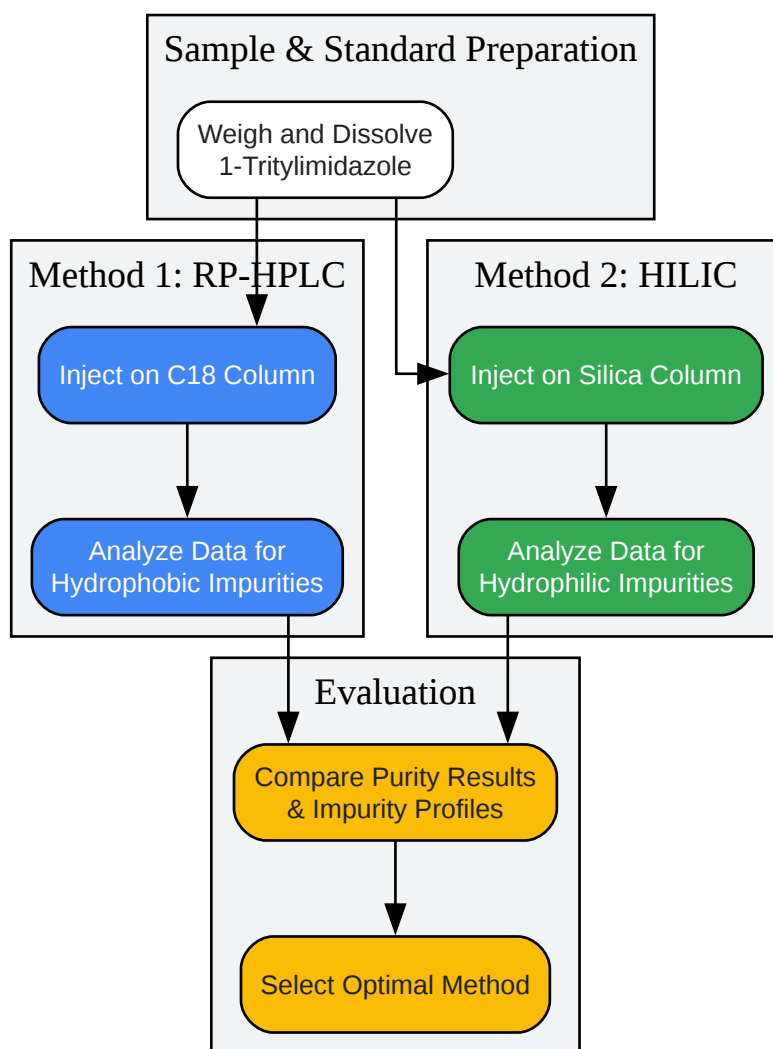 Sample & Standard Preparation
Weigh and Dissolve
1-Tritylimidazole
Method 1: RP-HPLC
Inject on C18 Column
Analyze Data for
Hydrophobic Impurities
Method 2: HILIC
Inject on Silica Column
Analyze Data for
Hydrophilic Impurities
Evaluation
Compare Purity Results
& Impurity Profiles
Select Optimal Method